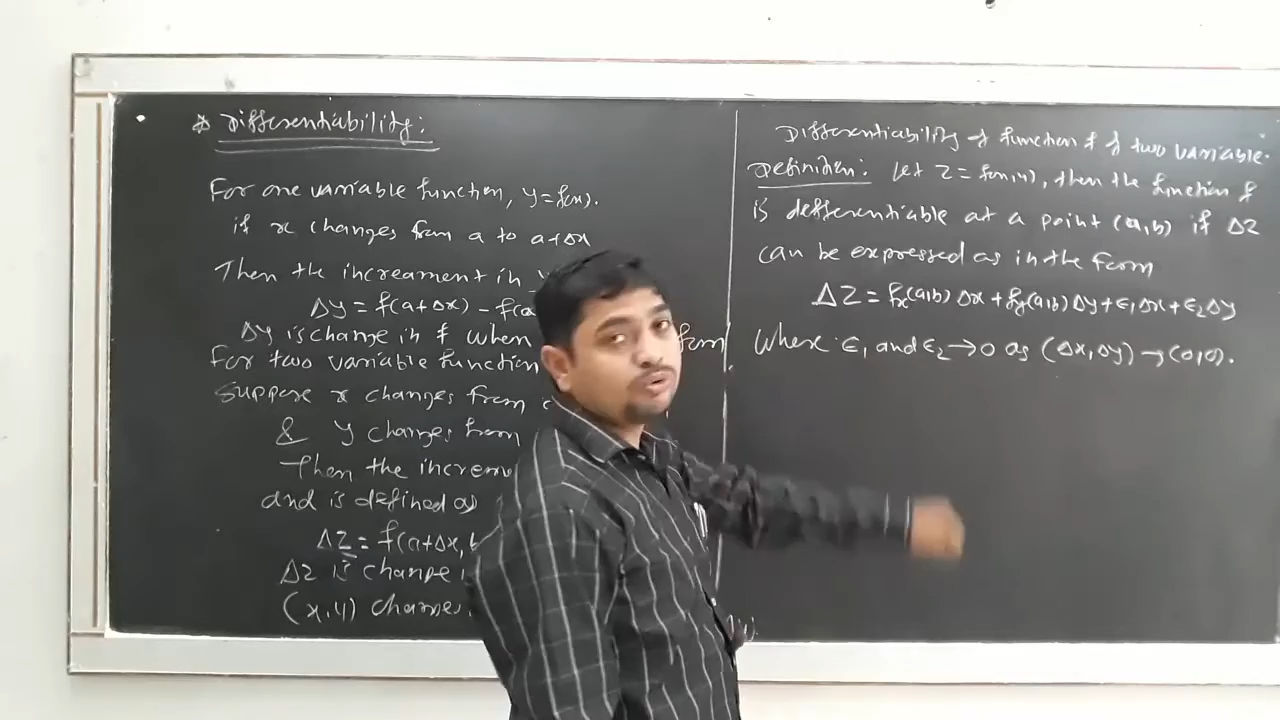 * Differentiability:
For one variable function, y=f(x).
if x changes from a to a+Δx
Then the increament in y
Δy = f(a+Δx) - f(a
Δy is change in f when
from
For two variable function
suppose x changes from
& y changes from
Then the increm
and is defined as
Δz = f(a+Δx, b
Δz is change i
(x,y) changes
Differentiability of function f of two variable.
Definition: Let z = f(x,y), then the function f
is defferentiable at a point (a,b) if Δz
can be expressed as in the form
Δz = fx(a,b) Δx + fy(a,b) Δy + ε₁Δx + ε₂Δy
Where ε₁ and ε₂ → 0 as (Δx, Δy) → (0,0).